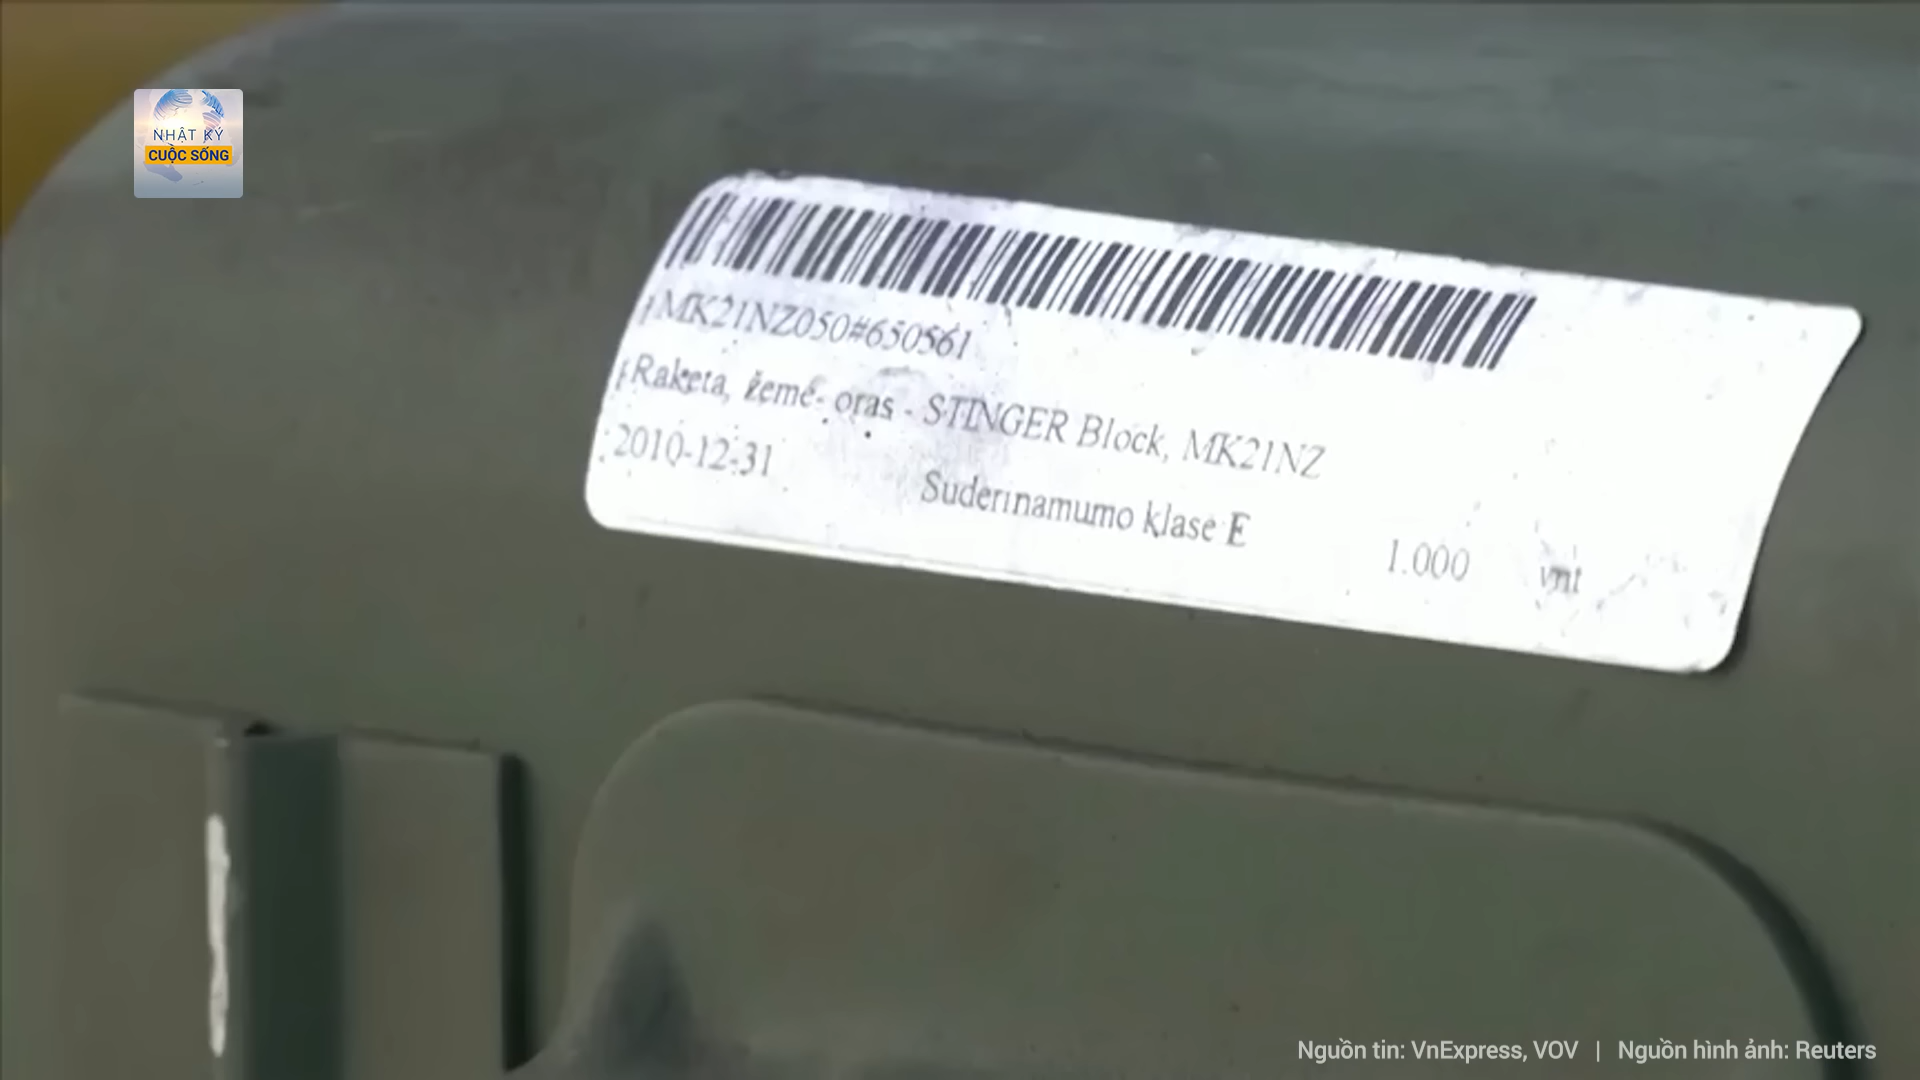 NHẬT KÝ
CUỘC SỐNG
MK21NZ050#650561
Raketa, žemė- oras - STINGER Block, MK21NZ
2010-12-31
Suderinamumo klasė E
1.000 vnt
Nguồn tin: VnExpress, VOV | Nguồn hình ảnh: Reuters